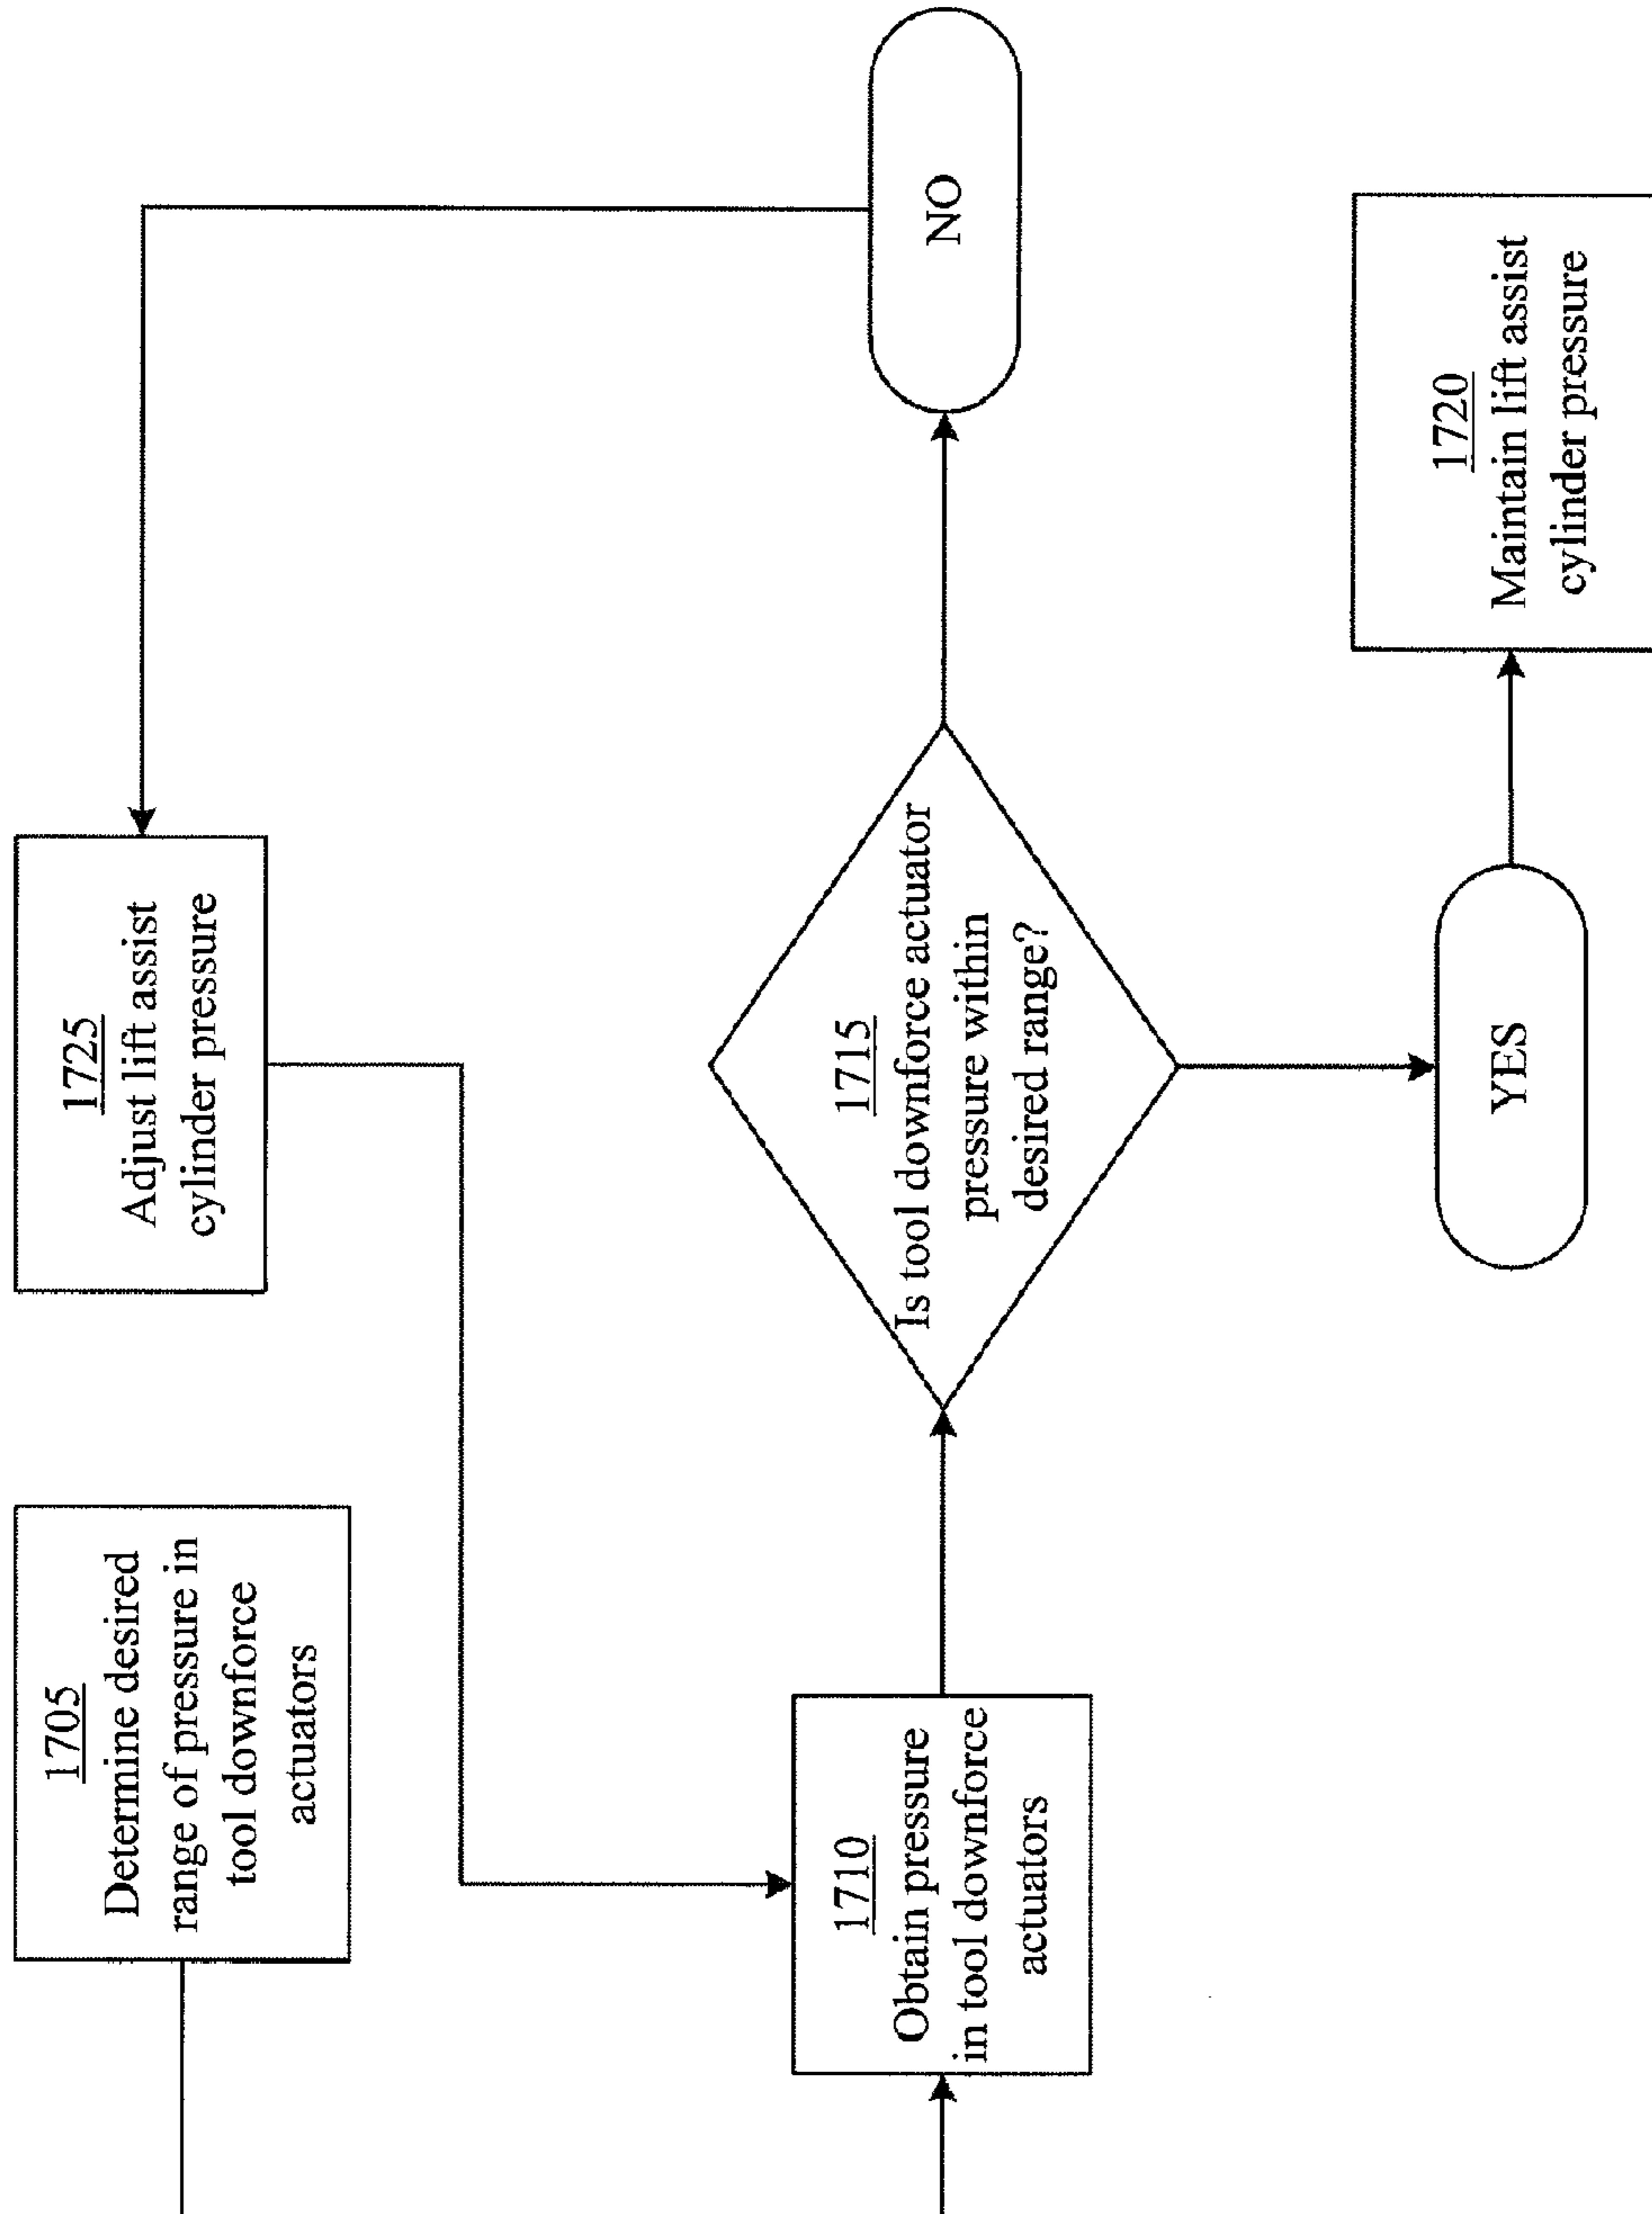 1705
Determine desired
range of pressure in
tool downforce
actuators
1725
Adjust lift assist
cylinder pressure
1710
Obtain pressure
in tool downforce
actuators
1715
Is tool downforce actuator
pressure within
desired range?
NO
YES
1720
Maintain lift assist
cylinder pressure